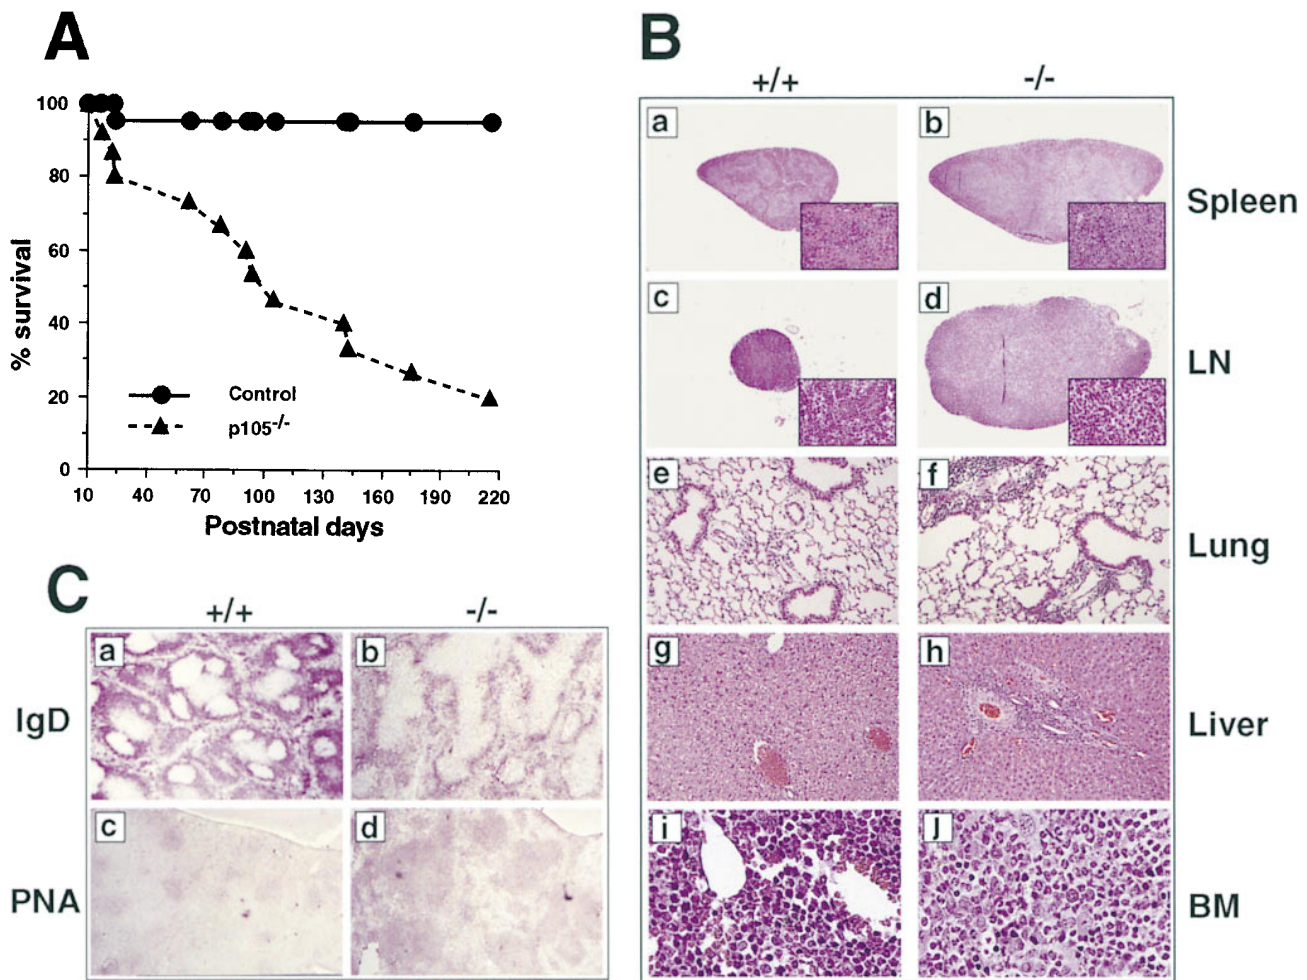 A
% survival
100
80
60
40
20
0
Control
p105-/-
10 40 70 100 130 160 190 220
Postnatal days
B
+/+ -/-
a b Spleen
c d LN
e f Lung
g h Liver
i j BM
C
+/+ -/-
a b
IgD
c d
PNA